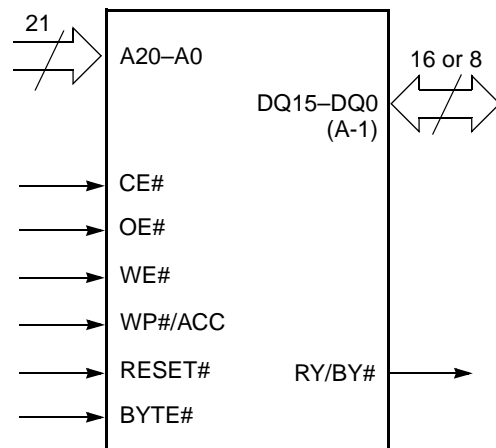 21
A20–A0
16 or 8
DQ15–DQ0
(A-1)
CE#
OE#
WE#
WP#/ACC
RESET#
RY/BY#
BYTE#